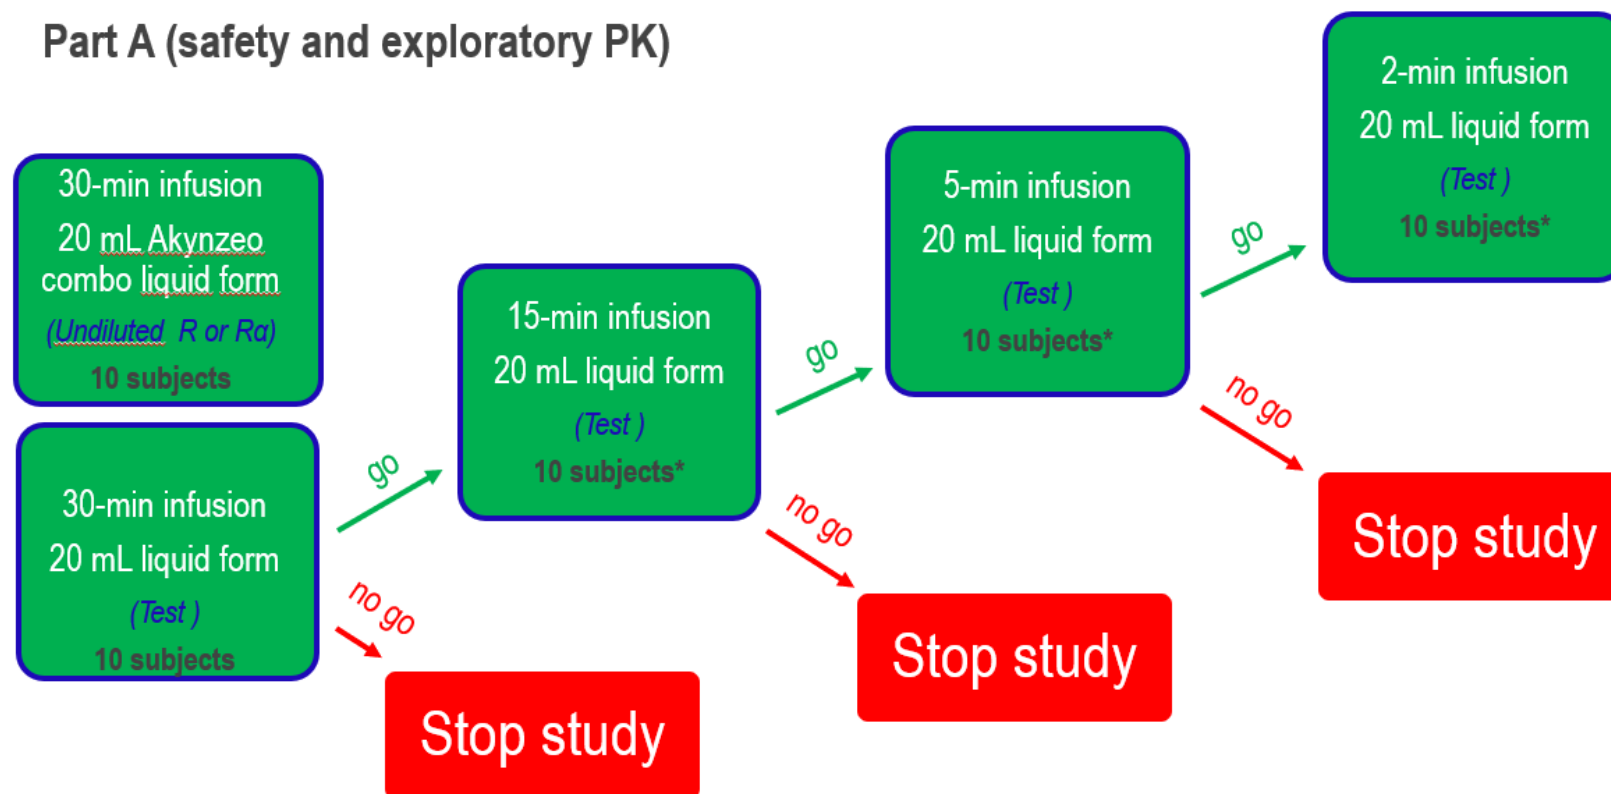 Part A (safety and exploratory PK)
30-min infusion
20 mL Akynzeo
combo liquid form
(Undiluted R or Rα)
10 subjects
30-min infusion
20 mL liquid form
(Test )
10 subjects
go
no go
Stop study
15-min infusion
20 mL liquid form
(Test )
10 subjects*
go
no go
Stop study
5-min infusion
20 mL liquid form
(Test )
10 subjects*
go
no go
Stop study
2-min infusion
20 mL liquid form
(Test )
10 subjects*